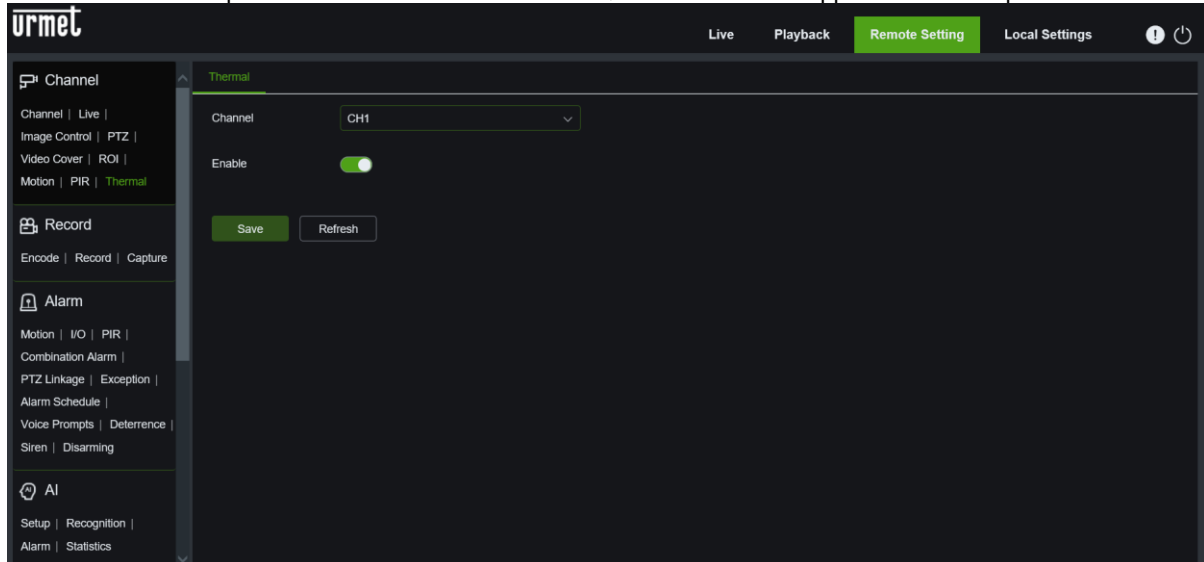 urmet
Live Playback Remote Setting Local Settings
Channel
Channel | Live |
Image Control | PTZ |
Video Cover | ROI |
Motion | PIR | Thermal
Record
Encode | Record | Capture
Alarm
Motion | I/O | PIR |
Combination Alarm |
PTZ Linkage | Exception |
Alarm Schedule |
Voice Prompts | Deterrence |
Siren | Disarming
AI
Setup | Recognition |
Alarm | Statistics
Thermal
Channel CH1
Enable
Save Refresh